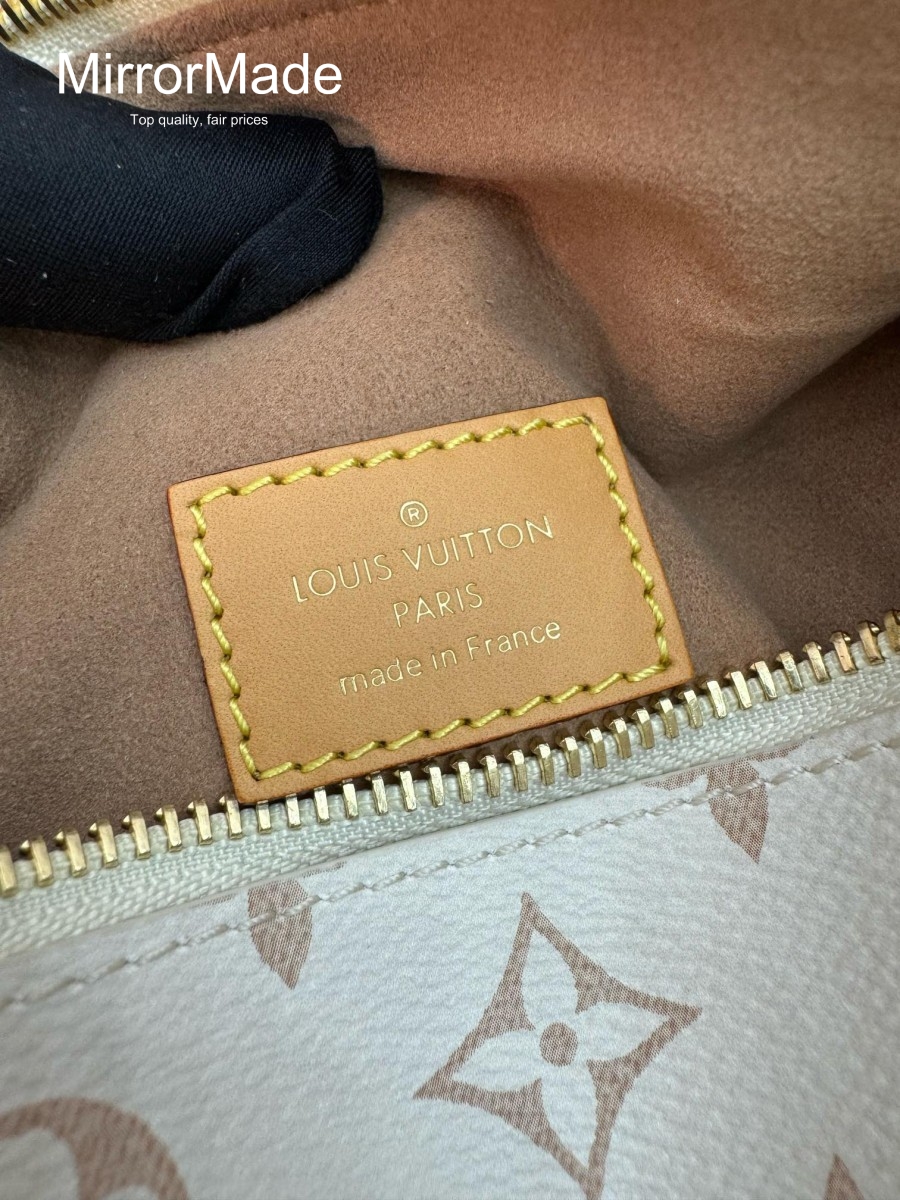 MirrorMade
Top quality, fair prices
®
LOUIS VUITTON
PARIS
made in France